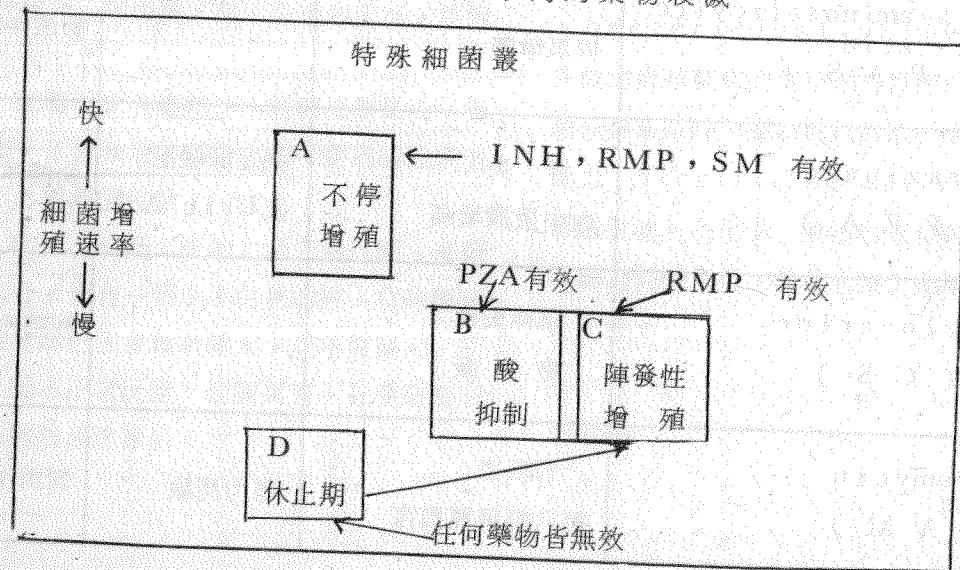 特殊細菌叢
快
A
INH，RMP，SM 有效
不停
增殖
細菌增
殖速率
慢
PZA有效
RMP 有效
B
酸
抑制
C
陣發性
增殖
D
休止期
任何藥物皆無效